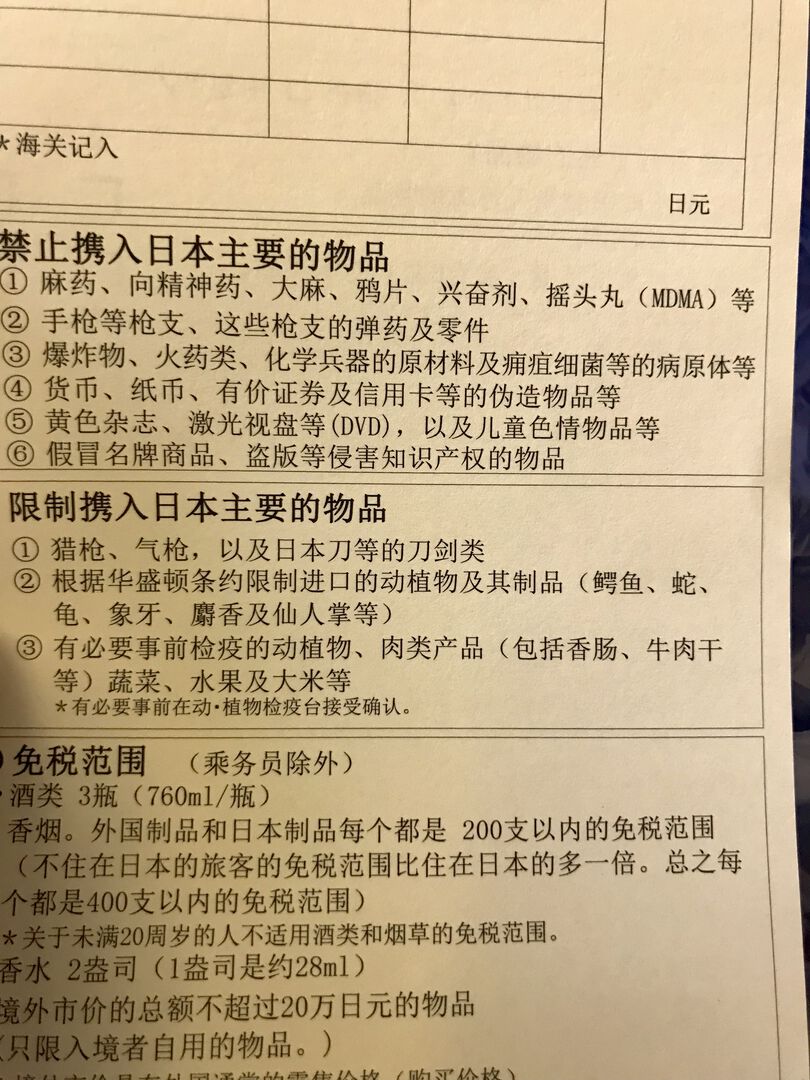 *海关记入
日元
禁止携入日本主要的物品
① 麻药、向精神药、大麻、鸦片、兴奋剂、摇头丸（MDMA）等
② 手枪等枪支、这些枪支的弹药及零件
③ 爆炸物、火药类、化学兵器的原材料及痈疽细菌等的病原体等
④ 货币、纸币、有价证券及信用卡等的伪造物品等
⑤ 黄色杂志、激光视盘等(DVD)，以及儿童色情物品等
⑥ 假冒名牌商品、盗版等侵害知识产权的物品
限制携入日本主要的物品
① 猎枪、气枪，以及日本刀等的刀剑类
② 根据华盛顿条约限制进口的动植物及其制品（鳄鱼、蛇、
龟、象牙、麝香及仙人掌等）
③ 有必要事前检疫的动植物、肉类产品（包括香肠、牛肉干
等）蔬菜、水果及大米等
*有必要事前在动·植物检疫台接受确认。
免税范围 （乘务员除外）
酒类 3瓶（760ml/瓶）
香烟。外国制品和日本制品每个都是 200支以内的免税范围
（不住在日本的旅客的免税范围比住在日本的多一倍。总之每
个都是400支以内的免税范围）
*关于未满20周岁的人不适用酒类和烟草的免税范围。
香水 2盎司（1盎司是约28ml）
境外市价的总额不超过20万日元的物品
(只限入境者自用的物品。)
境外市价是在外国通常的零售价格（购买价格）